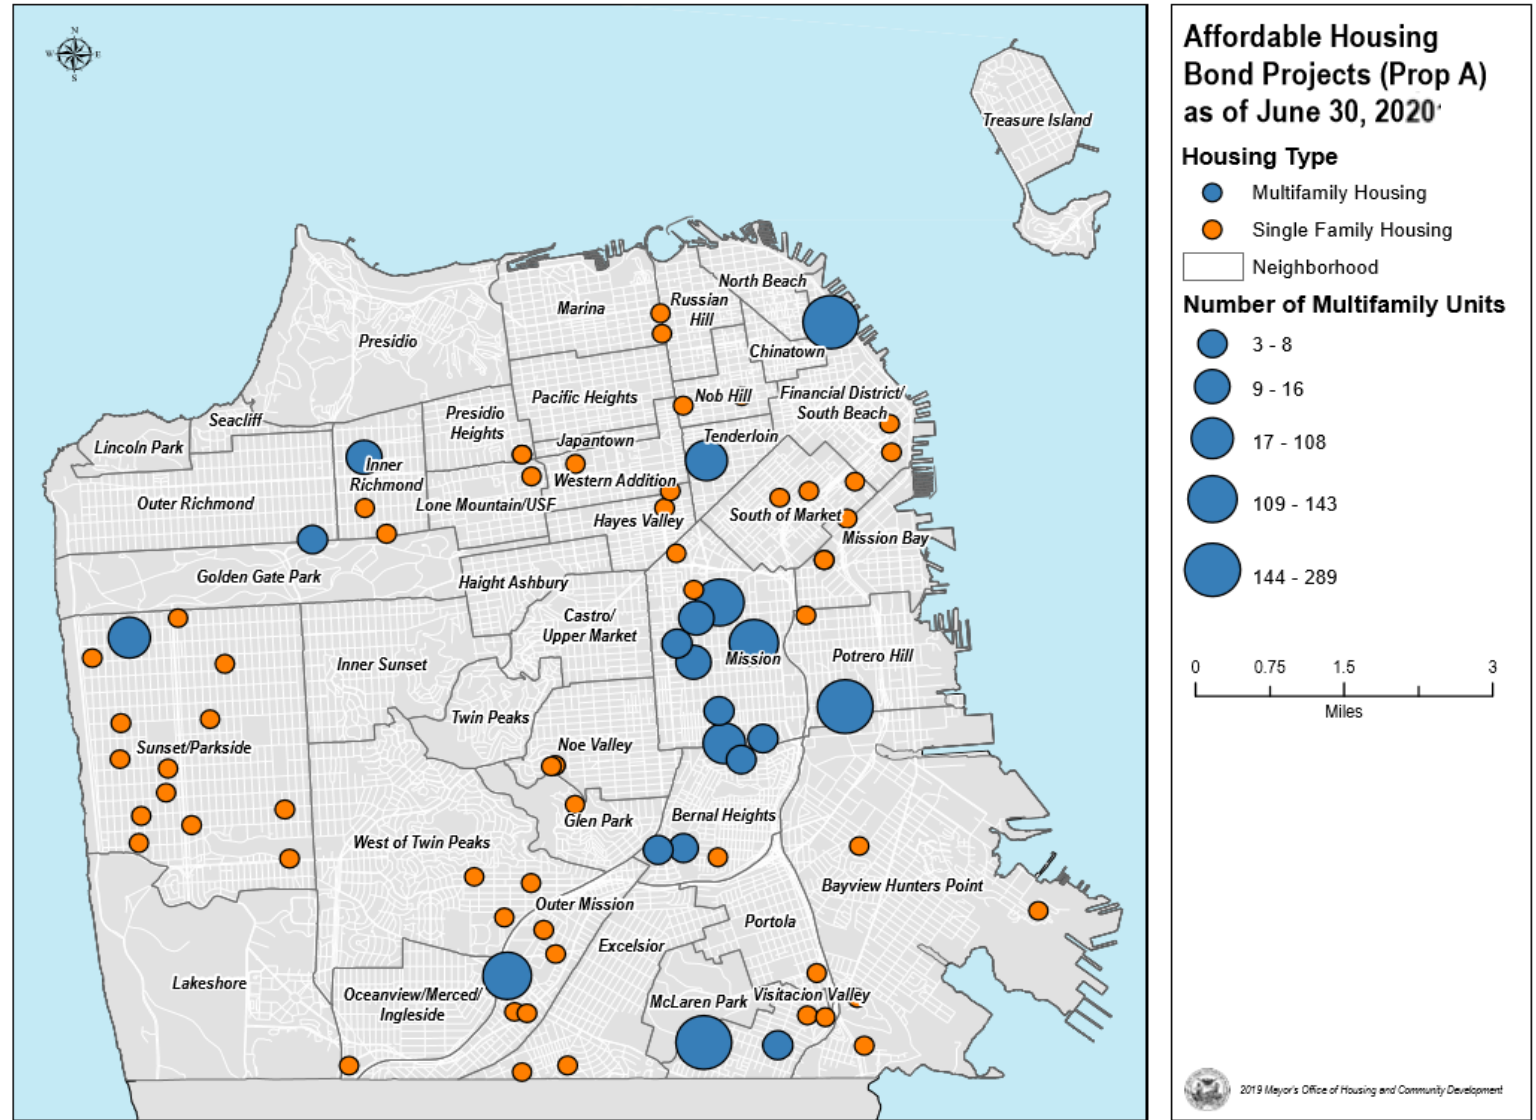 N
W E
S
Treasure Island
North Beach
Marina
Russian
Hill
Presidio
Chinatown
Pacific Heights
Nob Hill
Financial District/
South Beach
Seacliff
Presidio
Heights
Lincoln Park
Japantown
Tenderloin
Inner
Richmond
Western Addition
Outer Richmond
Lone Mountain/USF
Hayes Valley
South of Market
Mission Bay
Golden Gate Park
Haight Ashbury
Castro/
Upper Market
Inner Sunset
Mission
Potrero Hill
Twin Peaks
Sunset/Parkside
Noe Valley
Bernal Heights
Glen Park
West of Twin Peaks
Bayview Hunters Point
Outer Mission
Portola
Excelsior
Lakeshore
Oceanview/Merced/
Ingleside
McLaren Park
Visitacion Valley
Affordable Housing
Bond Projects (Prop A)
as of June 30, 2020
Housing Type
Multifamily Housing
Single Family Housing
Neighborhood
Number of Multifamily Units
3 - 8
9 - 16
17 - 108
109 - 143
144 - 289
0 0.75 1.5 3
Miles
2019 Mayor's Office of Housing and Community Development